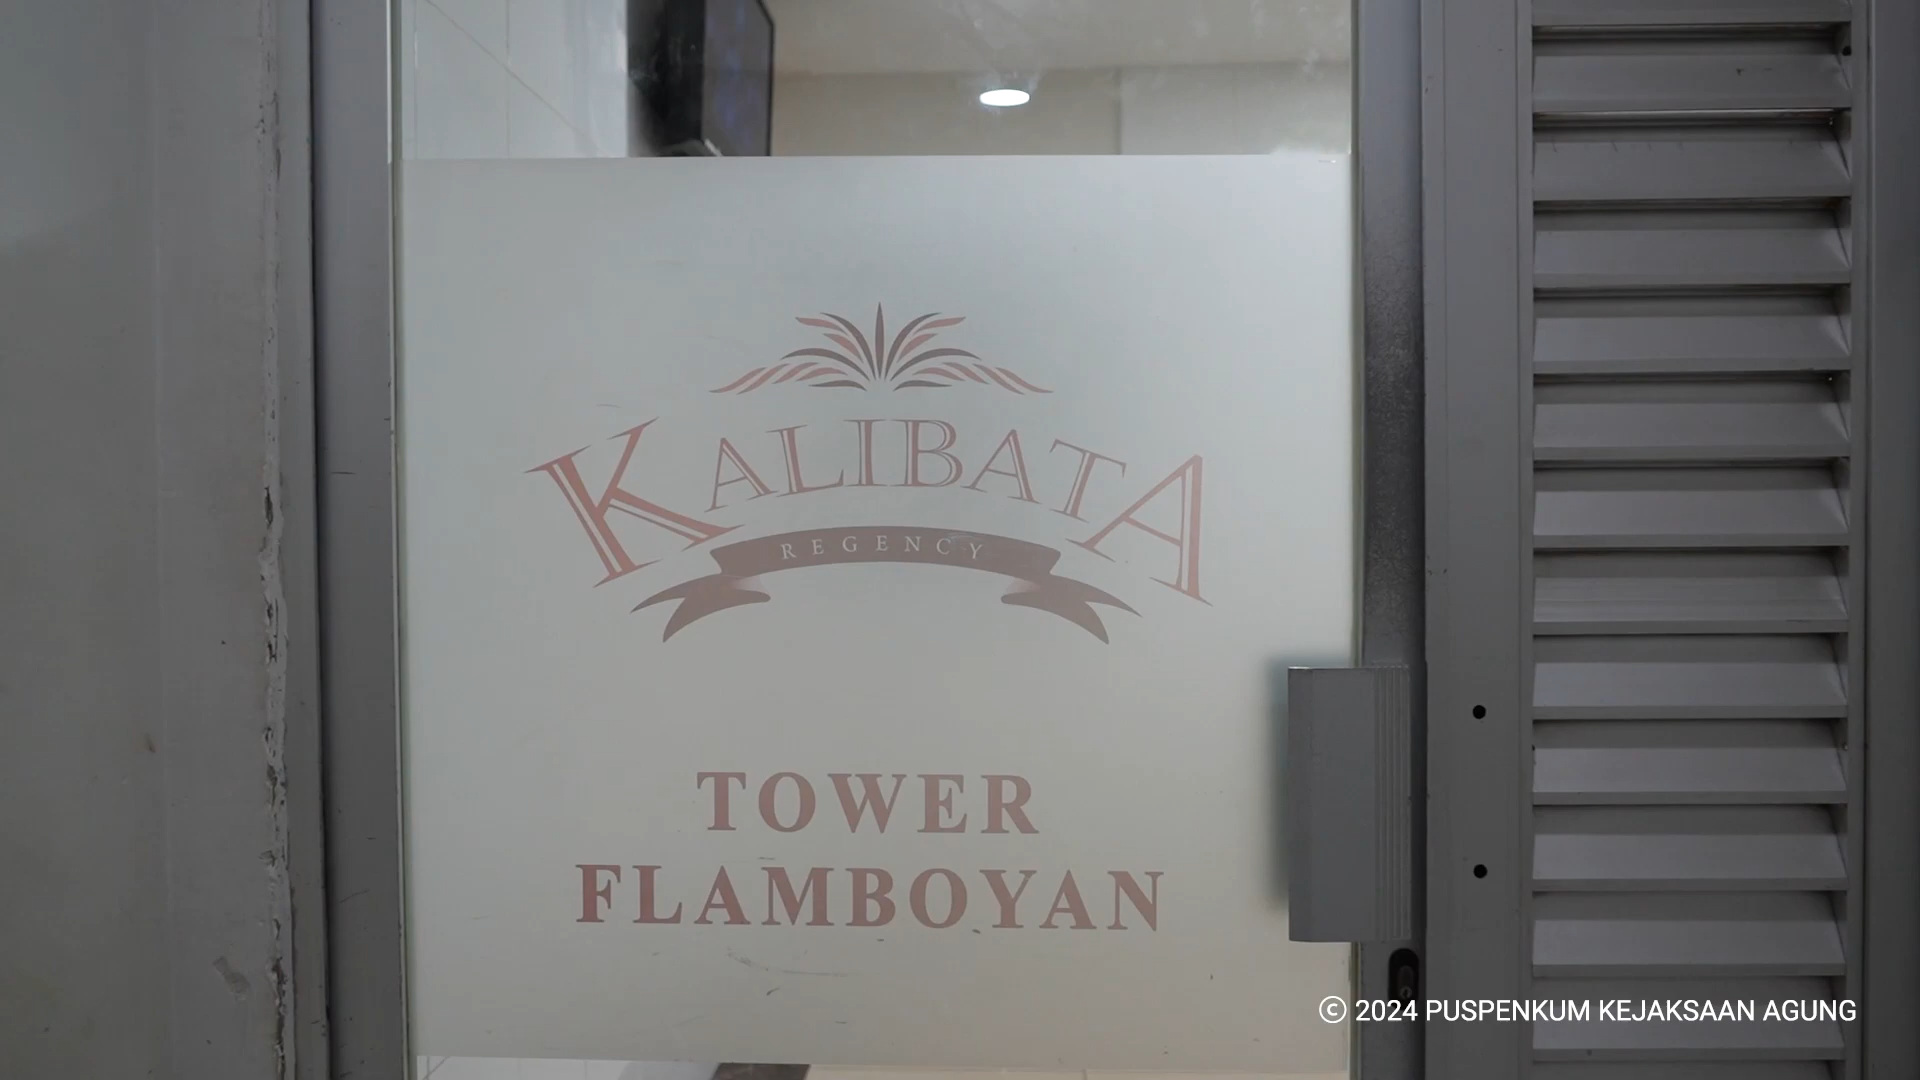 KALIBATA
REGENCY
TOWER
FLAMBOYAN
© 2024 PUSPENKUM KEJAKSAAN AGUNG